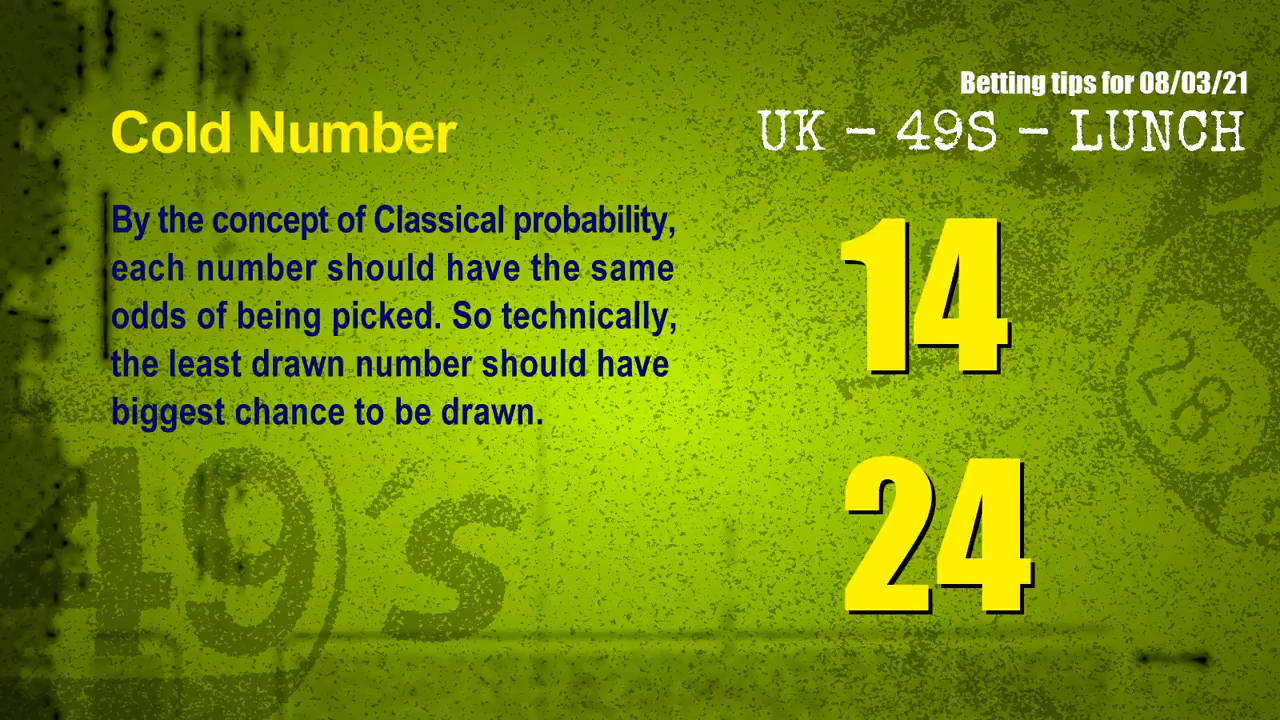 Betting tips for 08/03/21
UK - 49S - LUNCH
Cold Number
By the concept of Classical probability,
each number should have the same
odds of being picked. So technically,
the least drawn number should have
biggest chance to be drawn.
14
24
28
49's